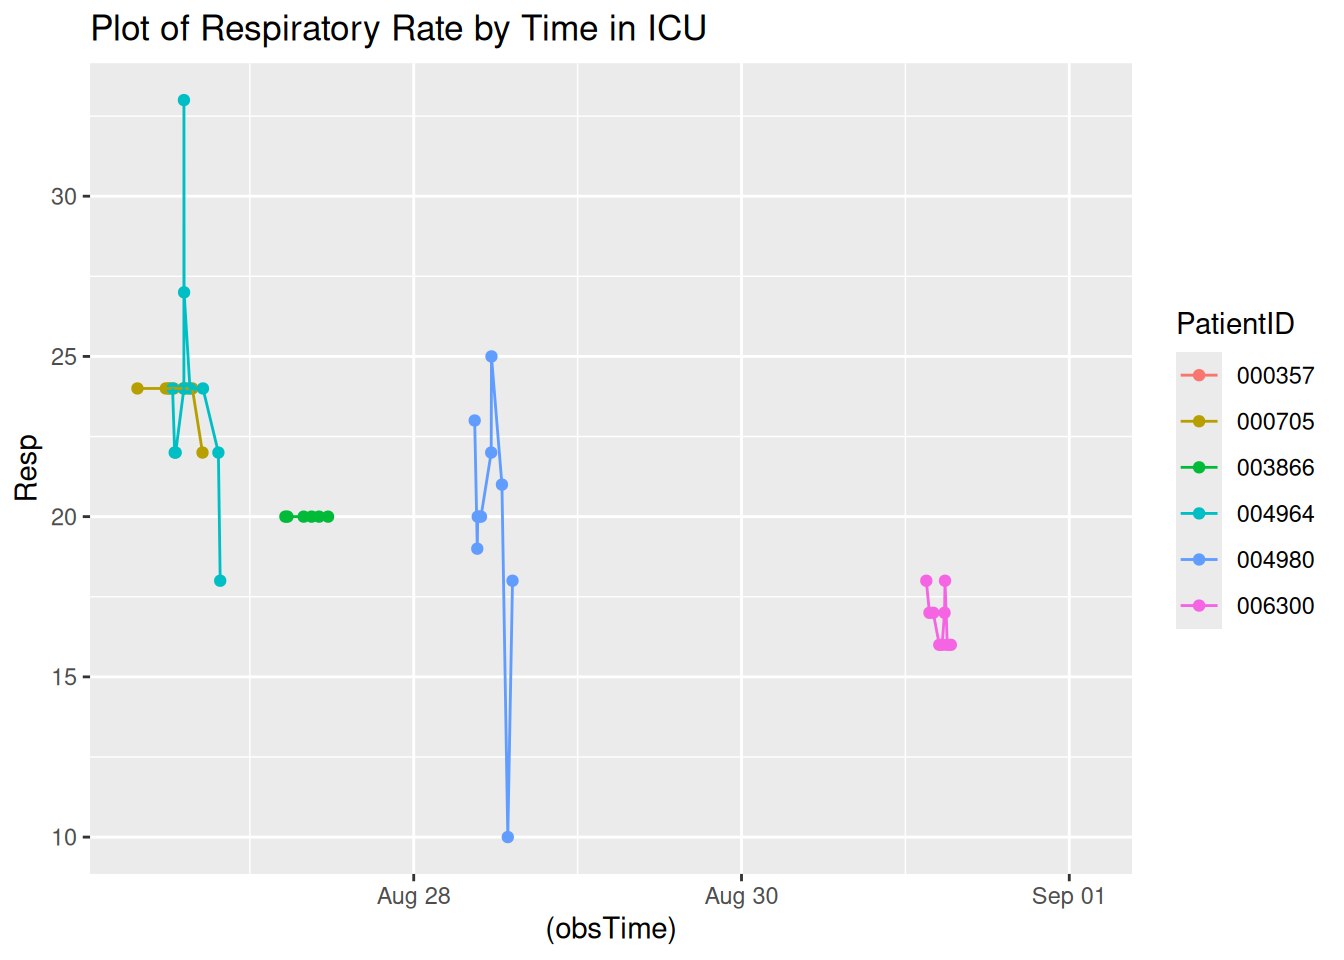 Plot of Respiratory Rate by Time in ICU
Resp
30
25
20
15
10
Aug 28
Aug 30
Sep 01
(obsTime)
PatientID
000357
000705
003866
004964
004980
006300